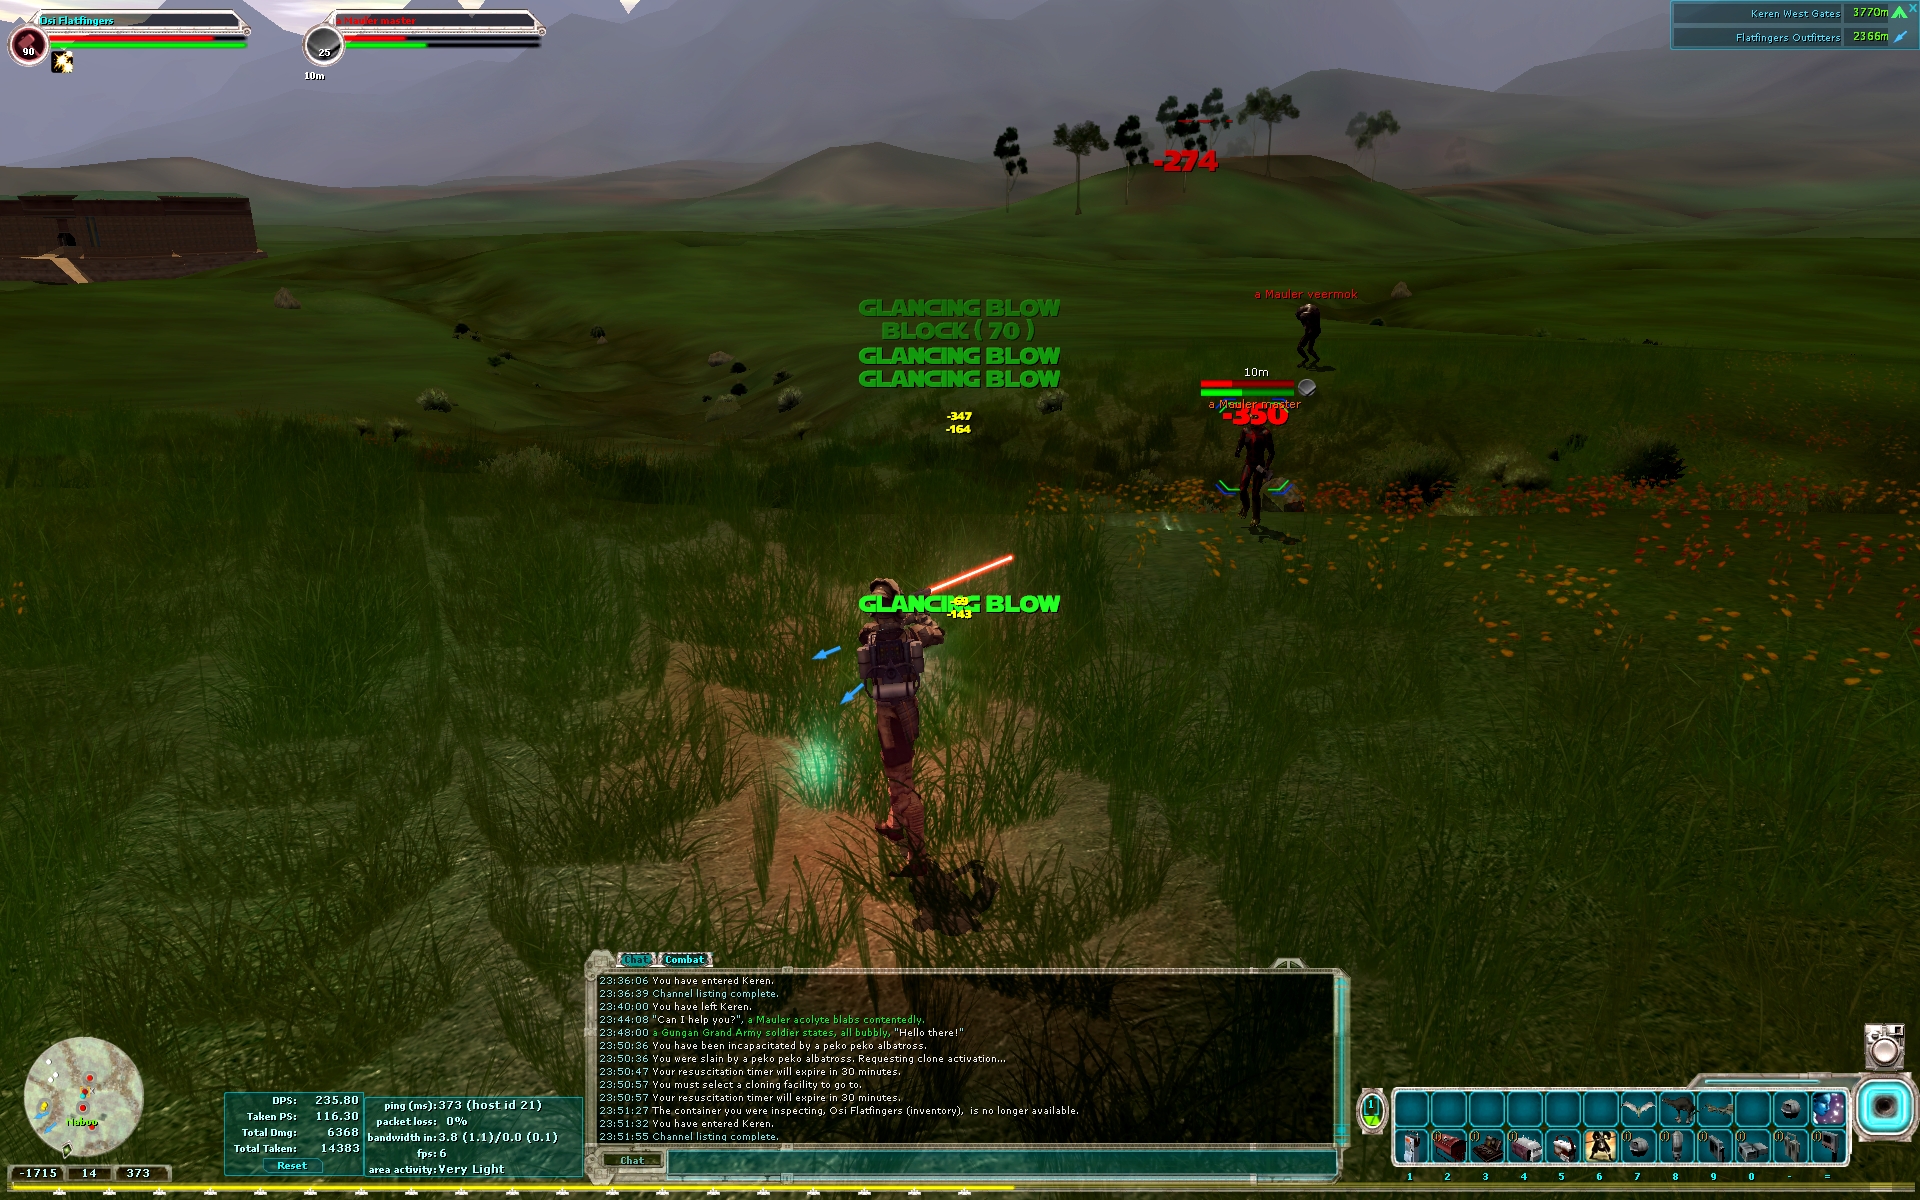 Osi Flatfingers
90
a Mauler master
25
10m
Keren West Gates 3770m
Flatfingers Outfitters 2366m
-274
a Mauler veermok
GLANCING BLOW
BLOCK ( 70 )
GLANCING BLOW
GLANCING BLOW
-347
-164
10m
a Mauler master
-350
GLANCING BLOW
-69
-143
Chat Combat
23:36:06 You have entered Keren.
23:36:39 Channel listing complete.
23:40:00 You have left Keren.
23:44:08 "Can I help you?", a Mauler acolyte blabs contentedly.
23:48:00 a Gungan Grand Army soldier states, all bubbly, "Hello there!"
23:50:36 You have been incapacitated by a peko peko albatross.
23:50:36 You were slain by a peko peko albatross. Requesting clone activation...
23:50:47 Your resuscitation timer will expire in 30 minutes.
23:50:57 You must select a cloning facility to go to.
23:50:57 Your resuscitation timer will expire in 30 minutes.
23:51:27 The container you were inspecting, Osi Flatfingers (inventory), is no longer available.
23:51:32 You have entered Keren.
23:51:55 Channel listing complete.
Chat
Naboo
-1715 14 373
DPS: 235.80
Taken PS: 116.30
Total Dmg: 6368
Total Taken: 14383
Reset
ping (ms): 373 (host id 21)
packet loss: 0%
bandwidth in: 3.8 (1.1)/0.0 (0.1)
fps: 6
area activity: Very Light
1
1 2 3 4 5 6 7 8 9 0 - =